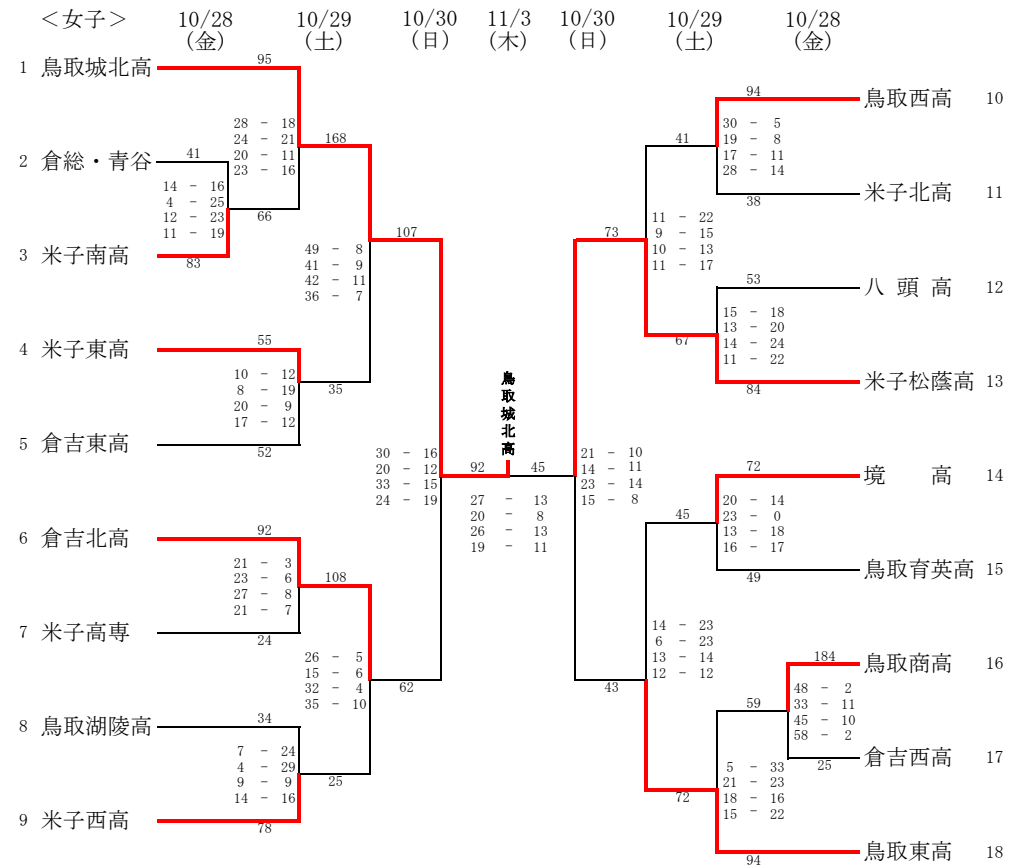 ＜女子＞ 10/28 10/29 10/30 11/3 10/30 10/29 10/28
(金) (土) (日) (木) (日) (土) (金)
1 鳥取城北高 95
28 - 18
24 - 21
20 - 11
23 - 16
168
2 倉総・青谷 41
14 - 16
4 - 25
12 - 23
11 - 19
66
3 米子南高 83
107
49 - 8
41 - 9
42 - 11
36 - 7
4 米子東高 55
10 - 12
8 - 19
20 - 9
17 - 12
35
5 倉吉東高 52
30 - 16
20 - 12
33 - 15
24 - 19
6 倉吉北高 92
21 - 3
23 - 6
27 - 8
21 - 7
108
7 米子高専 24
26 - 5
15 - 6
32 - 4
35 - 10
62
8 鳥取湖陵高 34
7 - 24
4 - 29
9 - 9
14 - 16
25
9 米子西高 78
鳥取城北高
92 45
27 - 13
20 - 8
26 - 13
19 - 11
94 鳥取西高 10
30 - 5
19 - 8
17 - 11
28 - 14
41
38 米子北高 11
73
11 - 22
9 - 15
10 - 13
11 - 17
53 八頭高 12
15 - 18
13 - 20
14 - 24
11 - 22
67
84 米子松蔭高 13
21 - 10
14 - 11
23 - 14
15 - 8
72 境高 14
20 - 14
23 - 0
13 - 18
16 - 17
45
49 鳥取育英高 15
14 - 23
6 - 23
13 - 14
12 - 12
43
184 鳥取商高 16
48 - 2
33 - 11
45 - 10
58 - 2
59
25 倉吉西高 17
5 - 33
21 - 23
18 - 16
15 - 22
72
94 鳥取東高 18